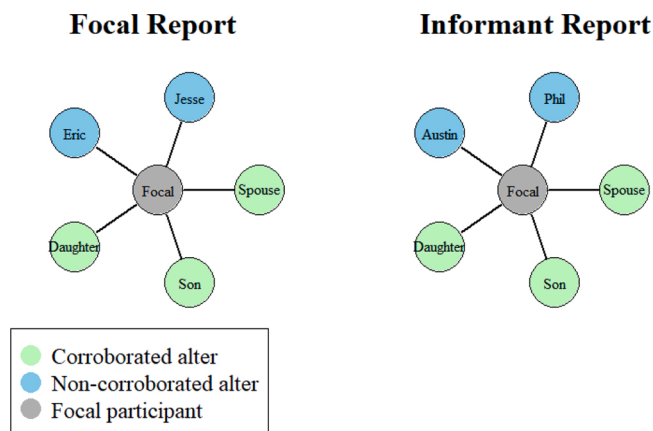 Focal Report
Jesse
Eric
Focal
Spouse
Daughter
Son
Informant Report
Phil
Austin
Focal
Spouse
Daughter
Son
Corroborated alter
Non-corroborated alter
Focal participant